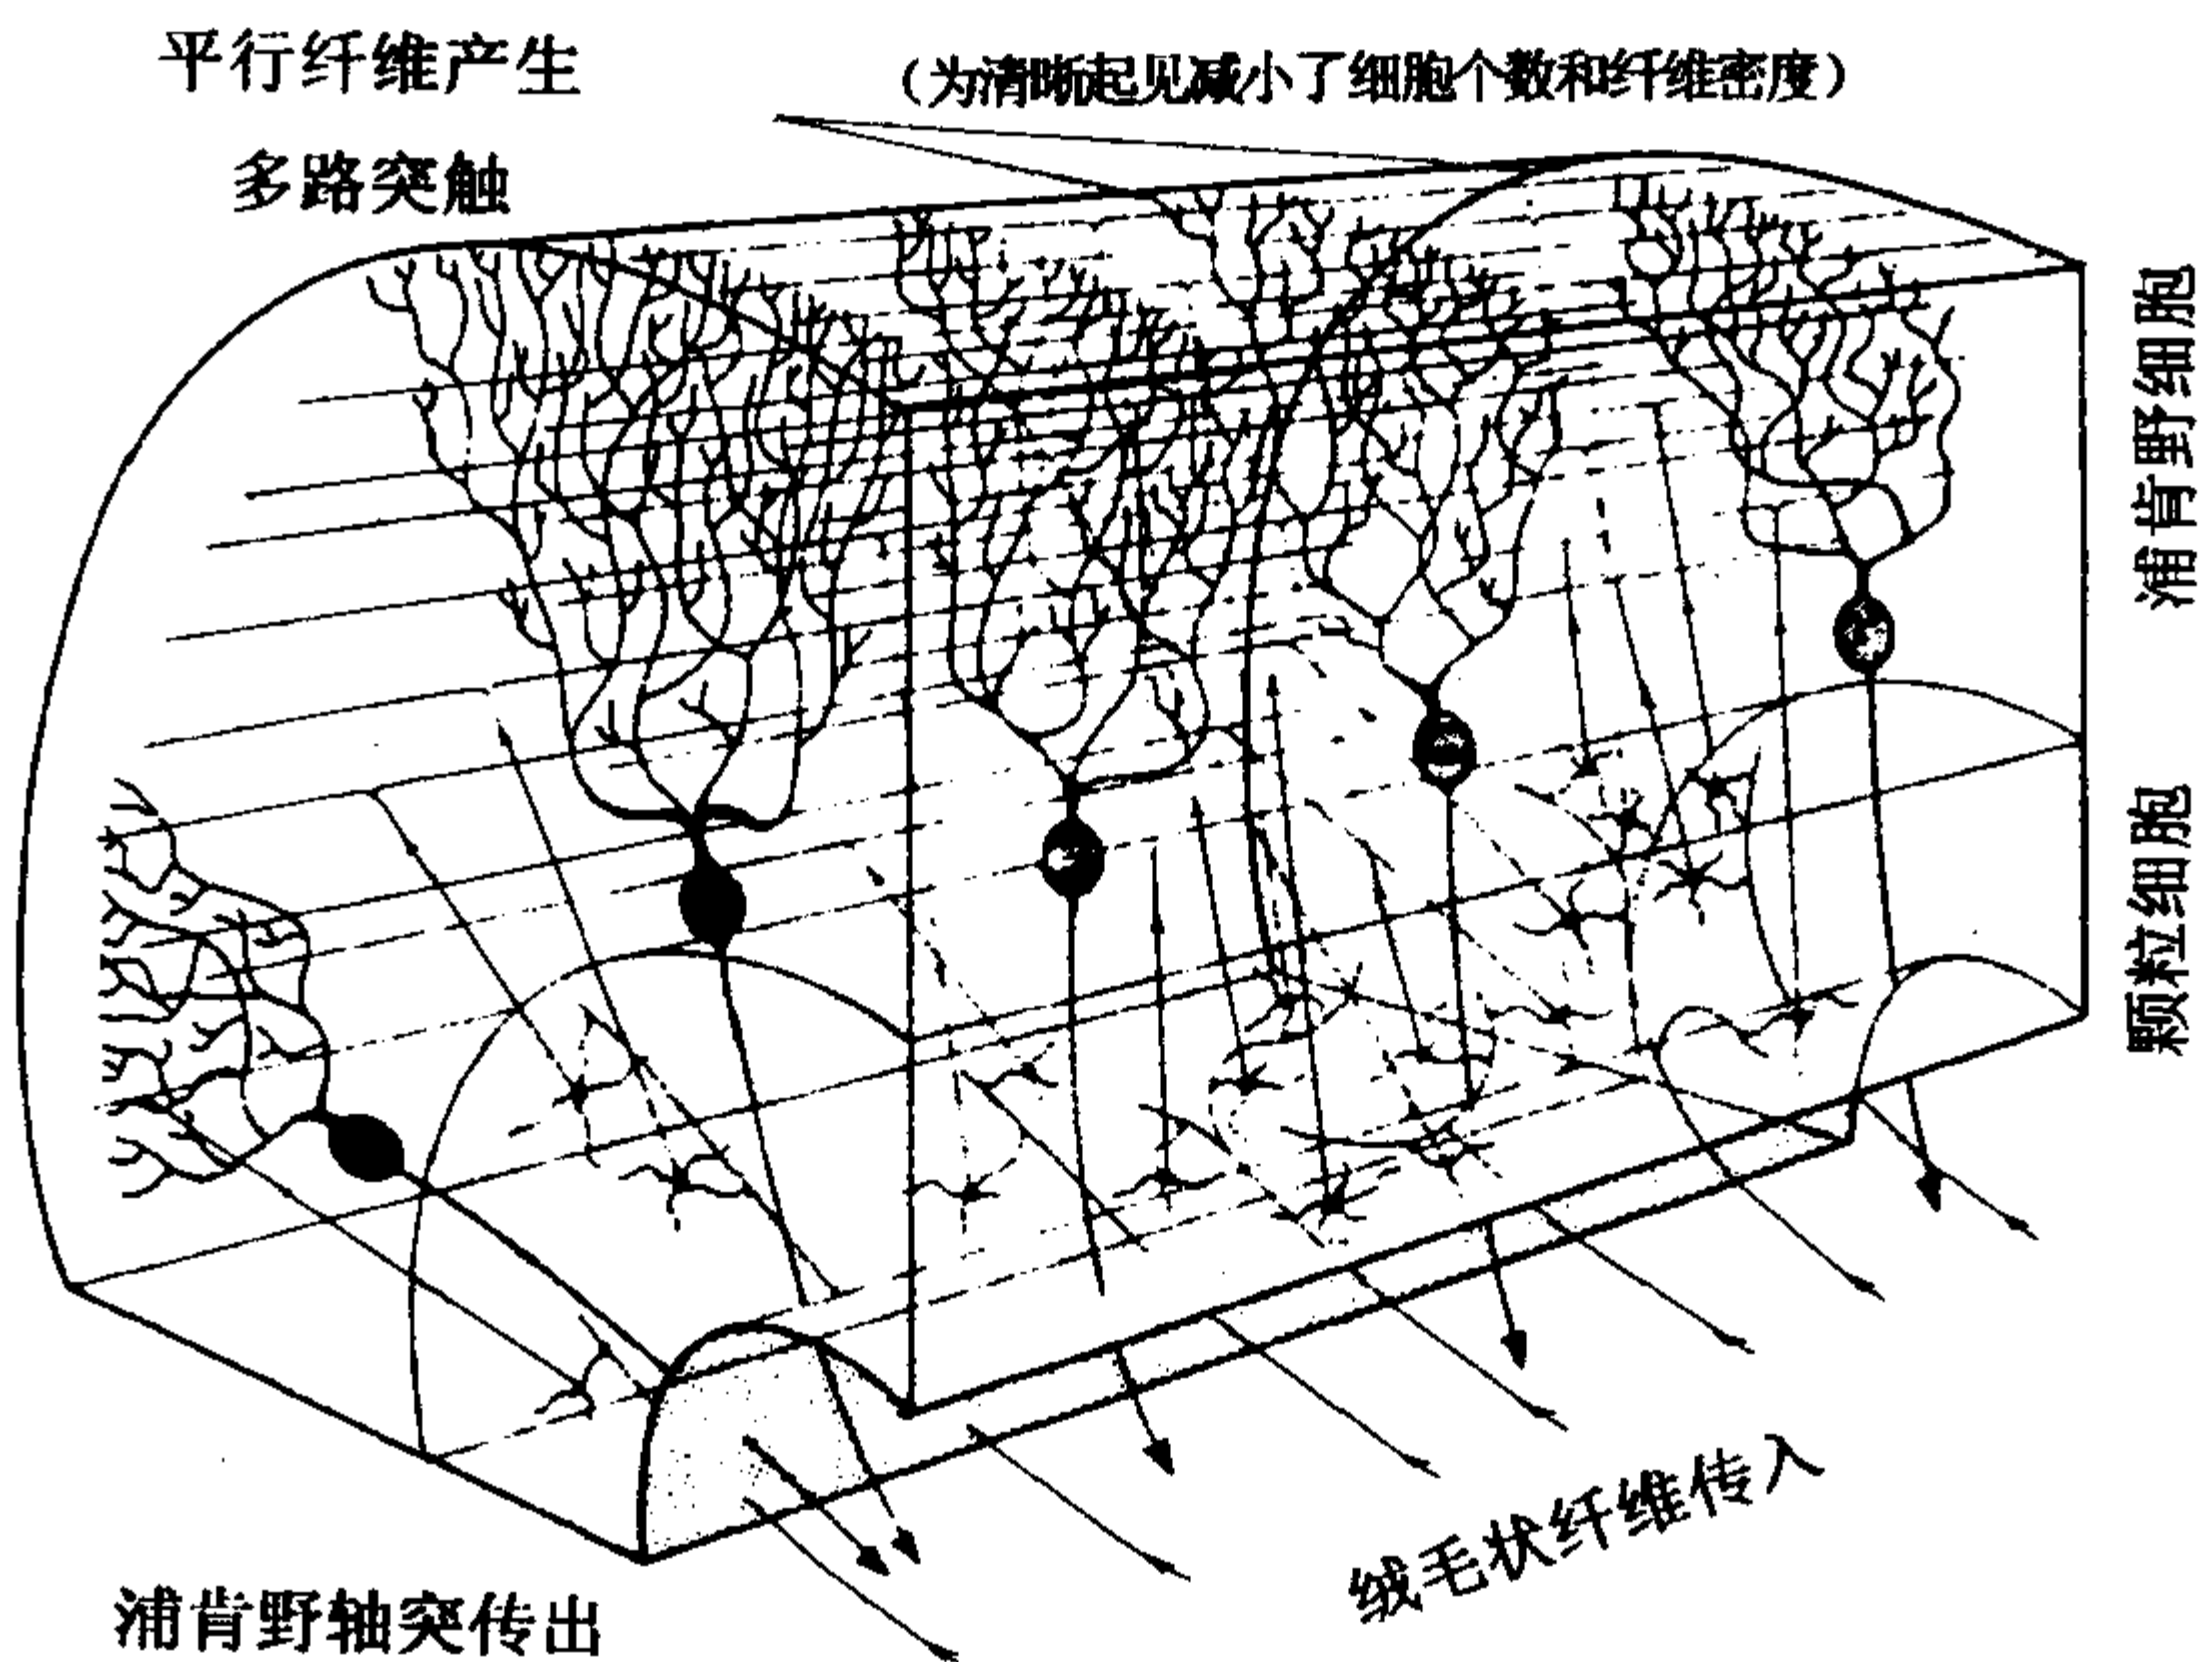 平行纤维产生
多路突触
(为清晰起见减小了细胞个数和纤维密度)
浦肯野细胞
颗粒细胞
绒毛状纤维传入
浦肯野轴突传出